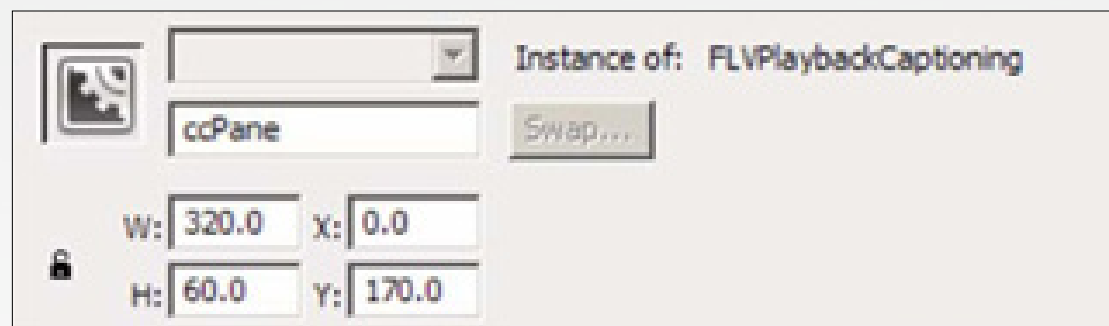 Instance of: FLVPlaybackCaptioning
ccPane
Swap...
W: 320.0 X: 0.0
H: 60.0 Y: 170.0